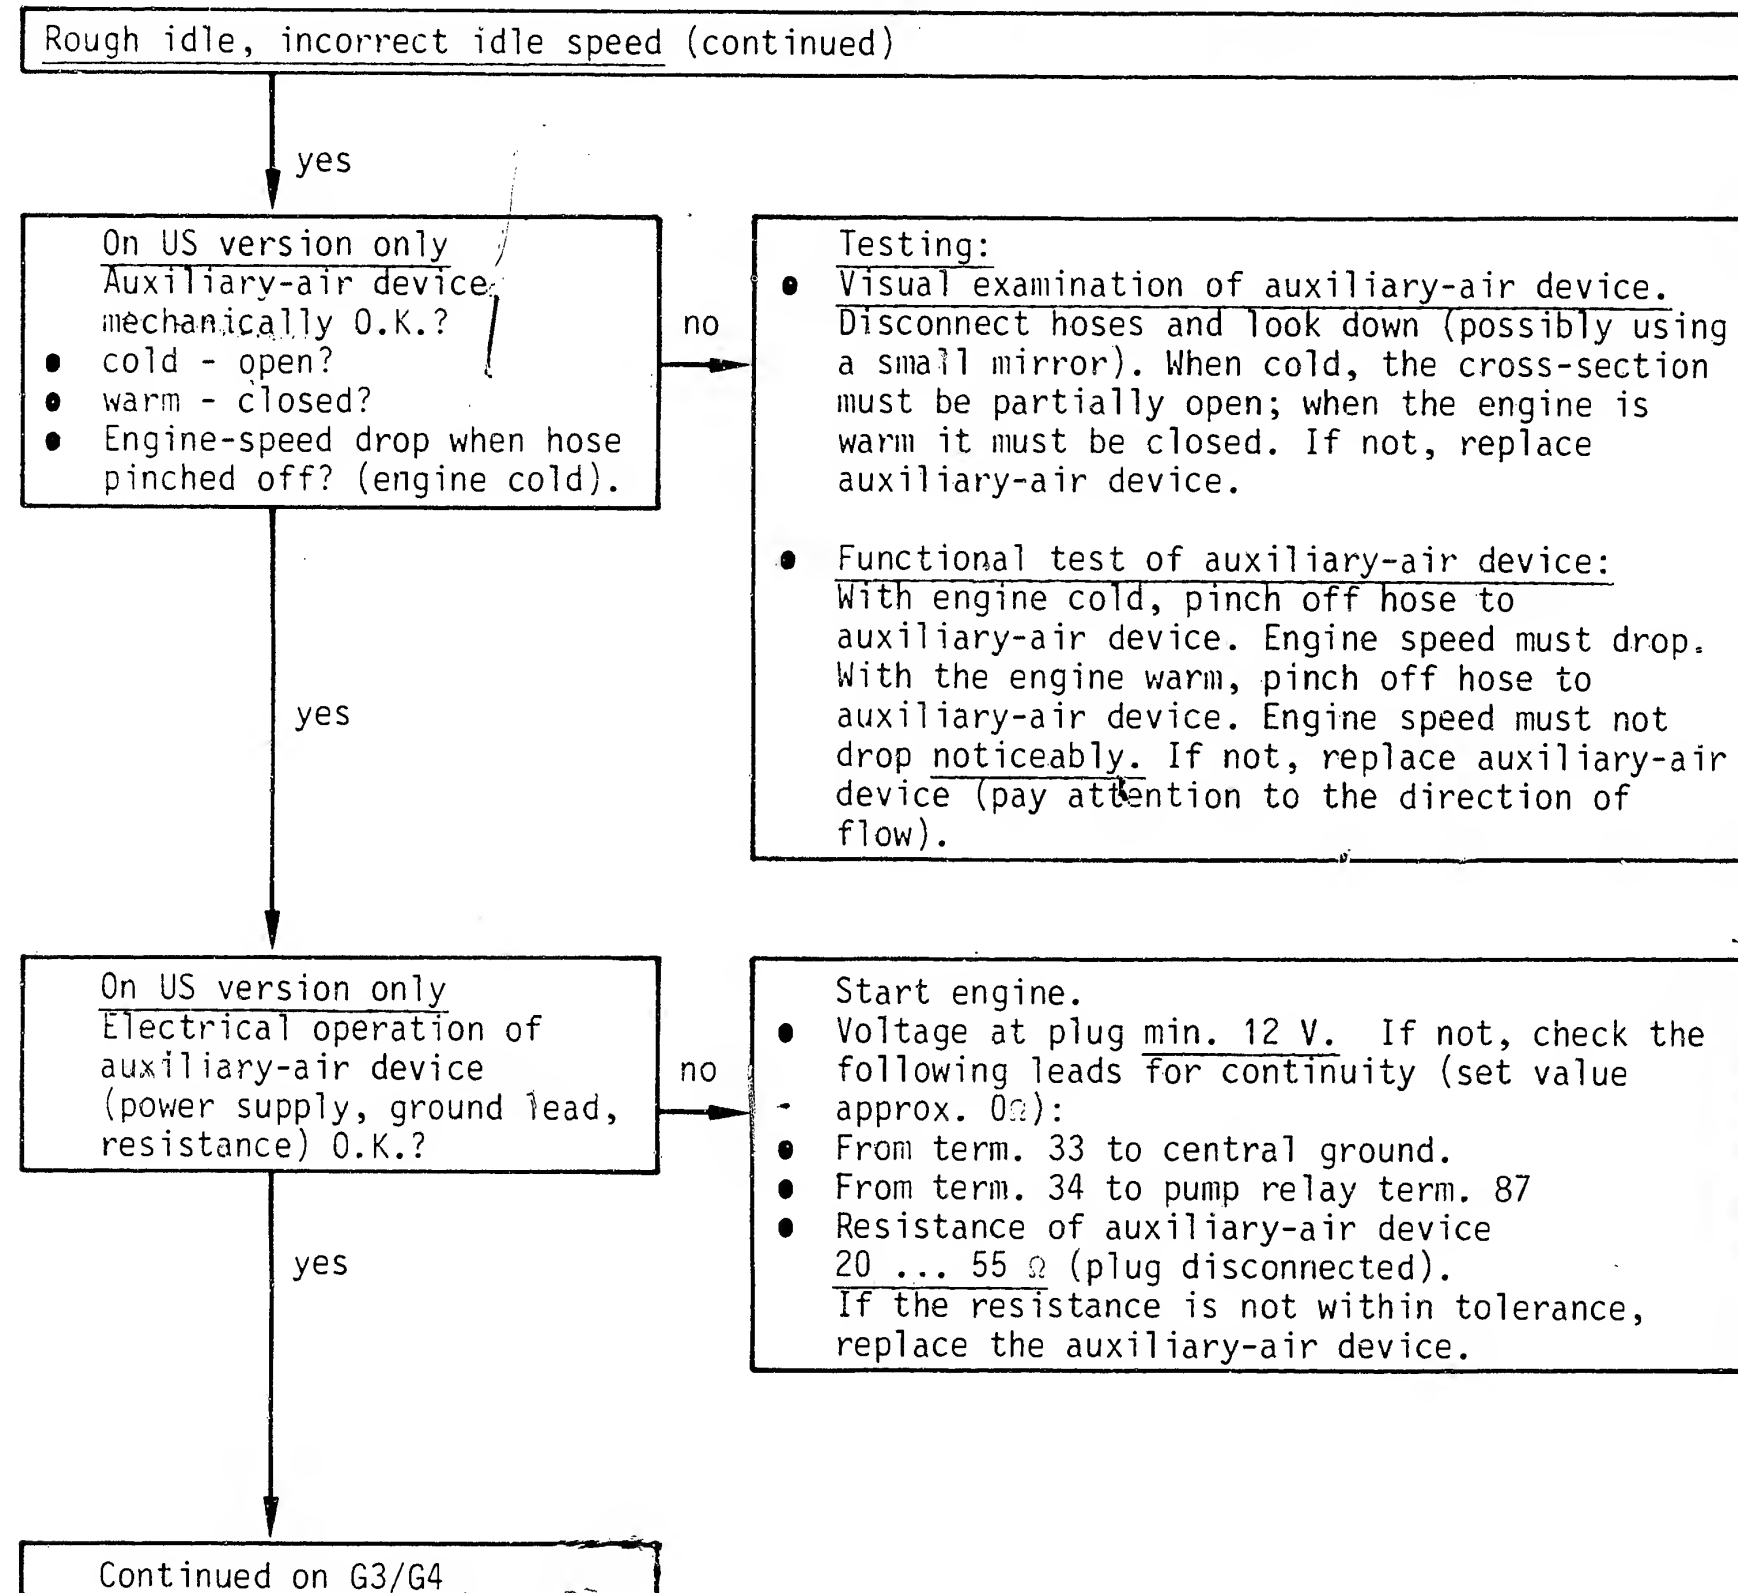 Rough idle, incorrect idle speed (continued)
yes
On US version only
Auxiliary-air device
mechanically O.K.?
● cold - open?
● warm - closed?
● Engine-speed drop when hose
pinched off? (engine cold).
no
Testing:
● Visual examination of auxiliary-air device.
Disconnect hoses and look down (possibly using
a small mirror). When cold, the cross-section
must be partially open; when the engine is
warm it must be closed. If not, replace
auxiliary-air device.
● Functional test of auxiliary-air device:
With engine cold, pinch off hose to
auxiliary-air device. Engine speed must drop.
With the engine warm, pinch off hose to
auxiliary-air device. Engine speed must not
drop noticeably. If not, replace auxiliary-air
device (pay attention to the direction of
flow).
yes
On US version only
Electrical operation of
auxiliary-air device
(power supply, ground lead,
resistance) O.K.?
no
Start engine.
● Voltage at plug min. 12 V. If not, check the
following leads for continuity (set value
- approx. 0Ω):
● From term. 33 to central ground.
● From term. 34 to pump relay term. 87
● Resistance of auxiliary-air device
20 ... 55 Ω (plug disconnected).
If the resistance is not within tolerance,
replace the auxiliary-air device.
yes
Continued on G3/G4